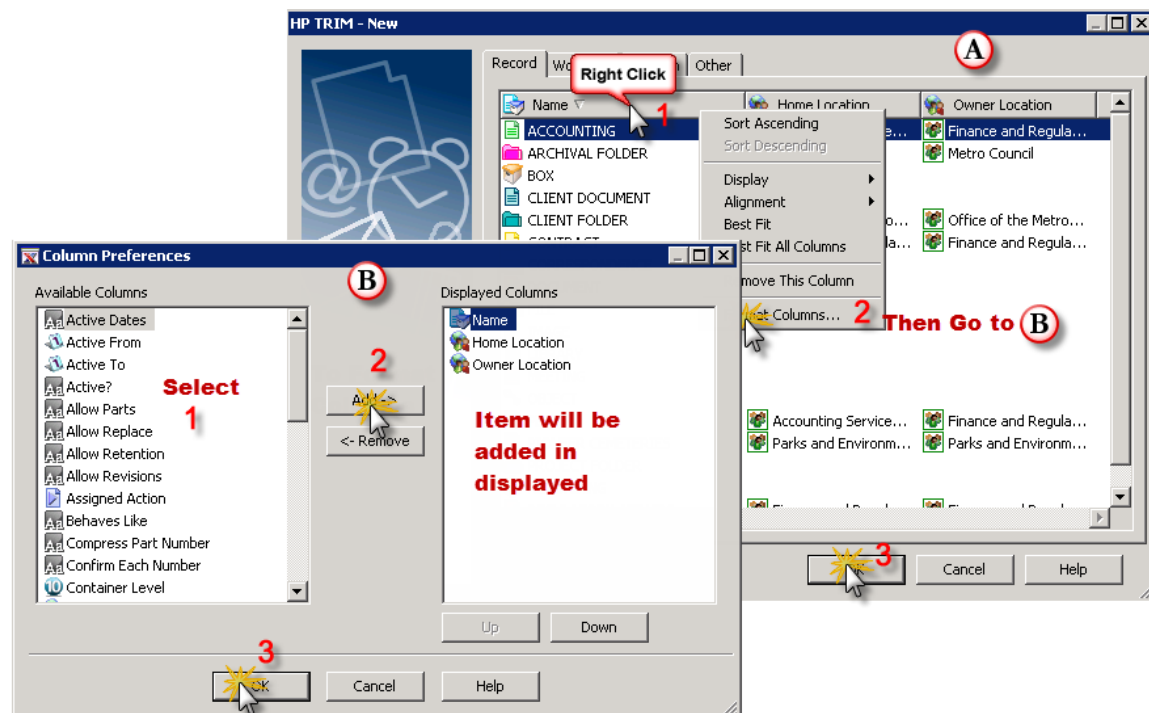 HP TRIM - New
A
Record
Other
Right Click
1
Name
Home Location
Owner Location
ACCOUNTING
Finance and Regula...
ARCHIVAL FOLDER
Metro Council
BOX
CLIENT DOCUMENT
CLIENT FOLDER
Office of the Metro...
Finance and Regula...
Sort Ascending
Sort Descending
Display
Alignment
Best Fit
Fit All Columns
This Column
Columns...
2
Then Go to B
Accounting Service...
Finance and Regula...
Parks and Environm...
Parks and Environm...
3
Cancel
Help
Column Preferences
B
Available Columns
Displayed Columns
Active Dates
Active From
Active To
Active?
Allow Parts
Allow Replace
Allow Retention
Allow Revisions
Assigned Action
Behaves Like
Compress Part Number
Confirm Each Number
Container Level
Select
1
2
Add ->
<- Remove
Name
Home Location
Owner Location
Item will be
added in
displayed
Up
Down
3
OK
Cancel
Help